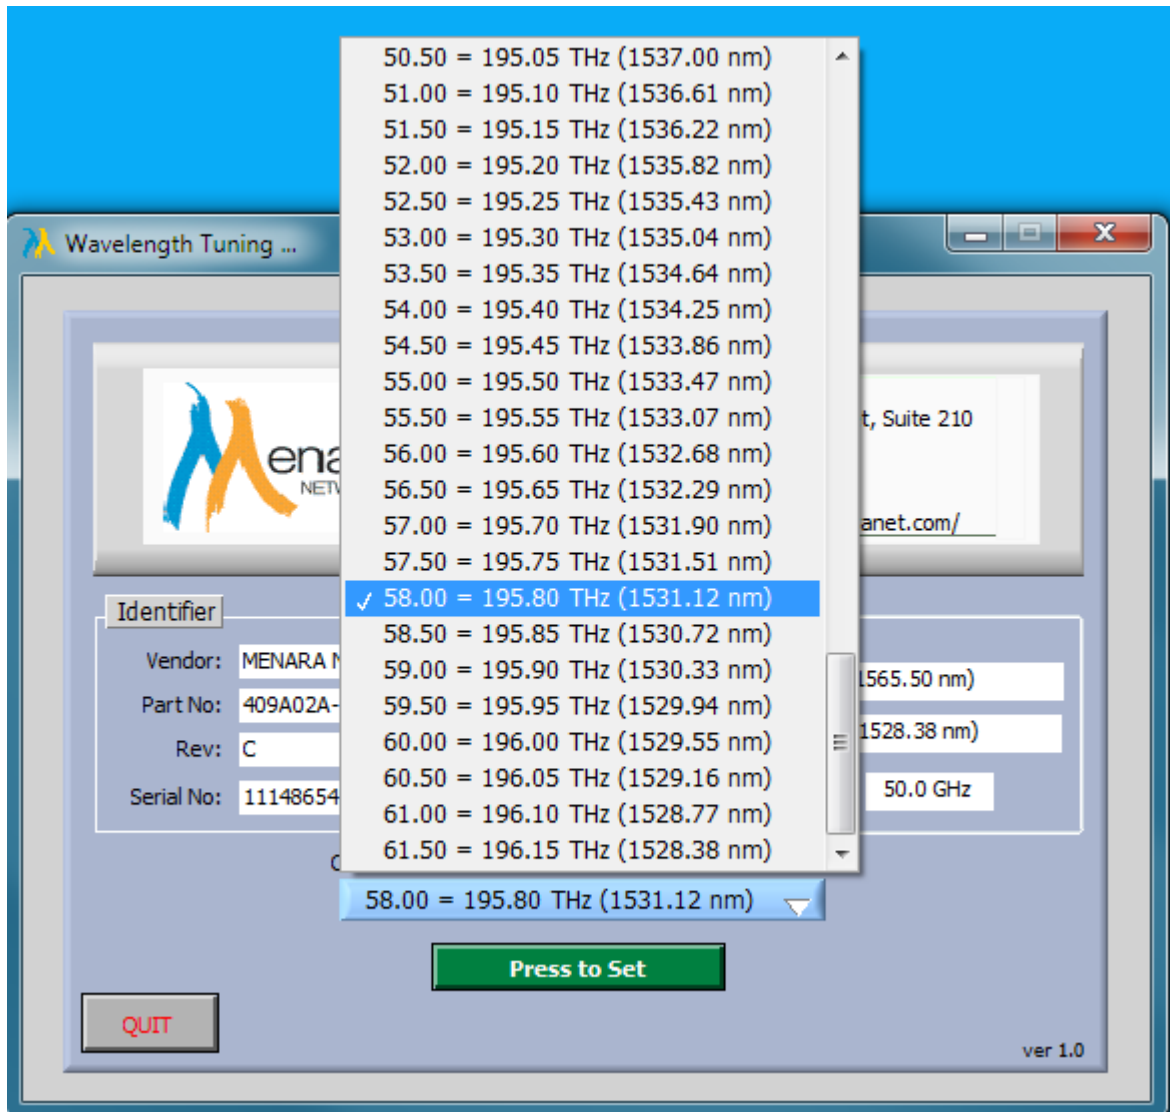 50.50 = 195.05 THz (1537.00 nm)
51.00 = 195.10 THz (1536.61 nm)
51.50 = 195.15 THz (1536.22 nm)
52.00 = 195.20 THz (1535.82 nm)
52.50 = 195.25 THz (1535.43 nm)
53.00 = 195.30 THz (1535.04 nm)
53.50 = 195.35 THz (1534.64 nm)
54.00 = 195.40 THz (1534.25 nm)
54.50 = 195.45 THz (1533.86 nm)
55.00 = 195.50 THz (1533.47 nm)
55.50 = 195.55 THz (1533.07 nm)
56.00 = 195.60 THz (1532.68 nm)
56.50 = 195.65 THz (1532.29 nm)
57.00 = 195.70 THz (1531.90 nm)
57.50 = 195.75 THz (1531.51 nm)
✓ 58.00 = 195.80 THz (1531.12 nm)
58.50 = 195.85 THz (1530.72 nm)
59.00 = 195.90 THz (1530.33 nm)
59.50 = 195.95 THz (1529.94 nm)
60.00 = 196.00 THz (1529.55 nm)
60.50 = 196.05 THz (1529.16 nm)
61.00 = 196.10 THz (1528.77 nm)
61.50 = 196.15 THz (1528.38 nm)
Wavelength Tuning ...
Mena
NETW
t, Suite 210
anet.com/
Identifier
Vendor: MENARA N
Part No: 409A02A-
Rev: C
Serial No: 11148654
1565.50 nm)
1528.38 nm)
50.0 GHz
58.00 = 195.80 THz (1531.12 nm)
Press to Set
QUIT
ver 1.0